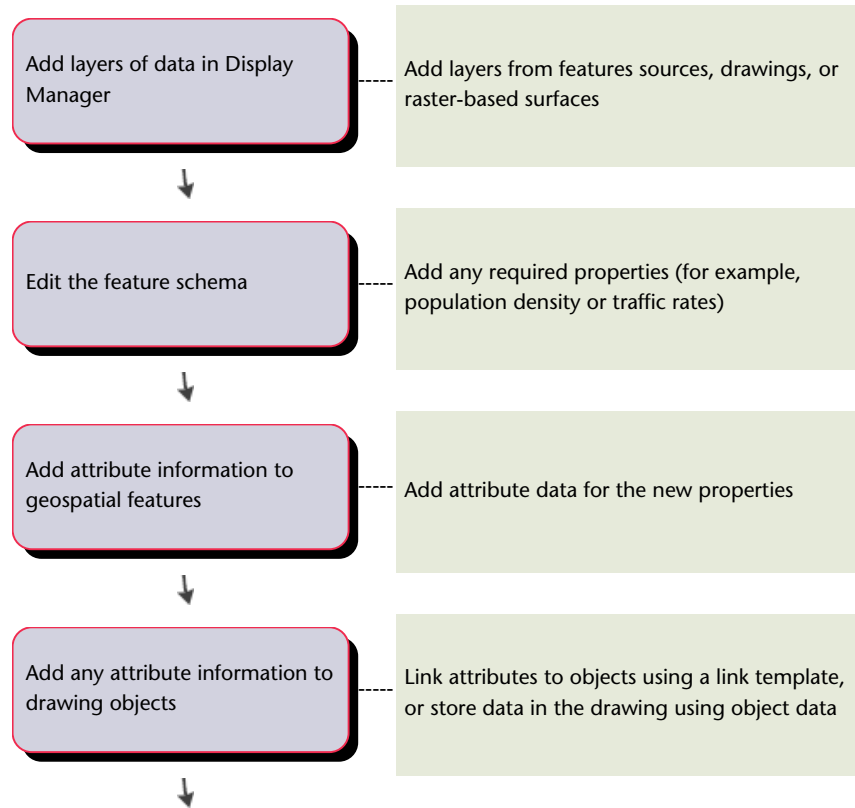 Add layers of data in Display
Manager
Add layers from features sources, drawings, or
raster-based surfaces
Edit the feature schema
Add any required properties (for example,
population density or traffic rates)
Add attribute information to
geospatial features
Add attribute data for the new properties
Add any attribute information to
drawing objects
Link attributes to objects using a link template,
or store data in the drawing using object data